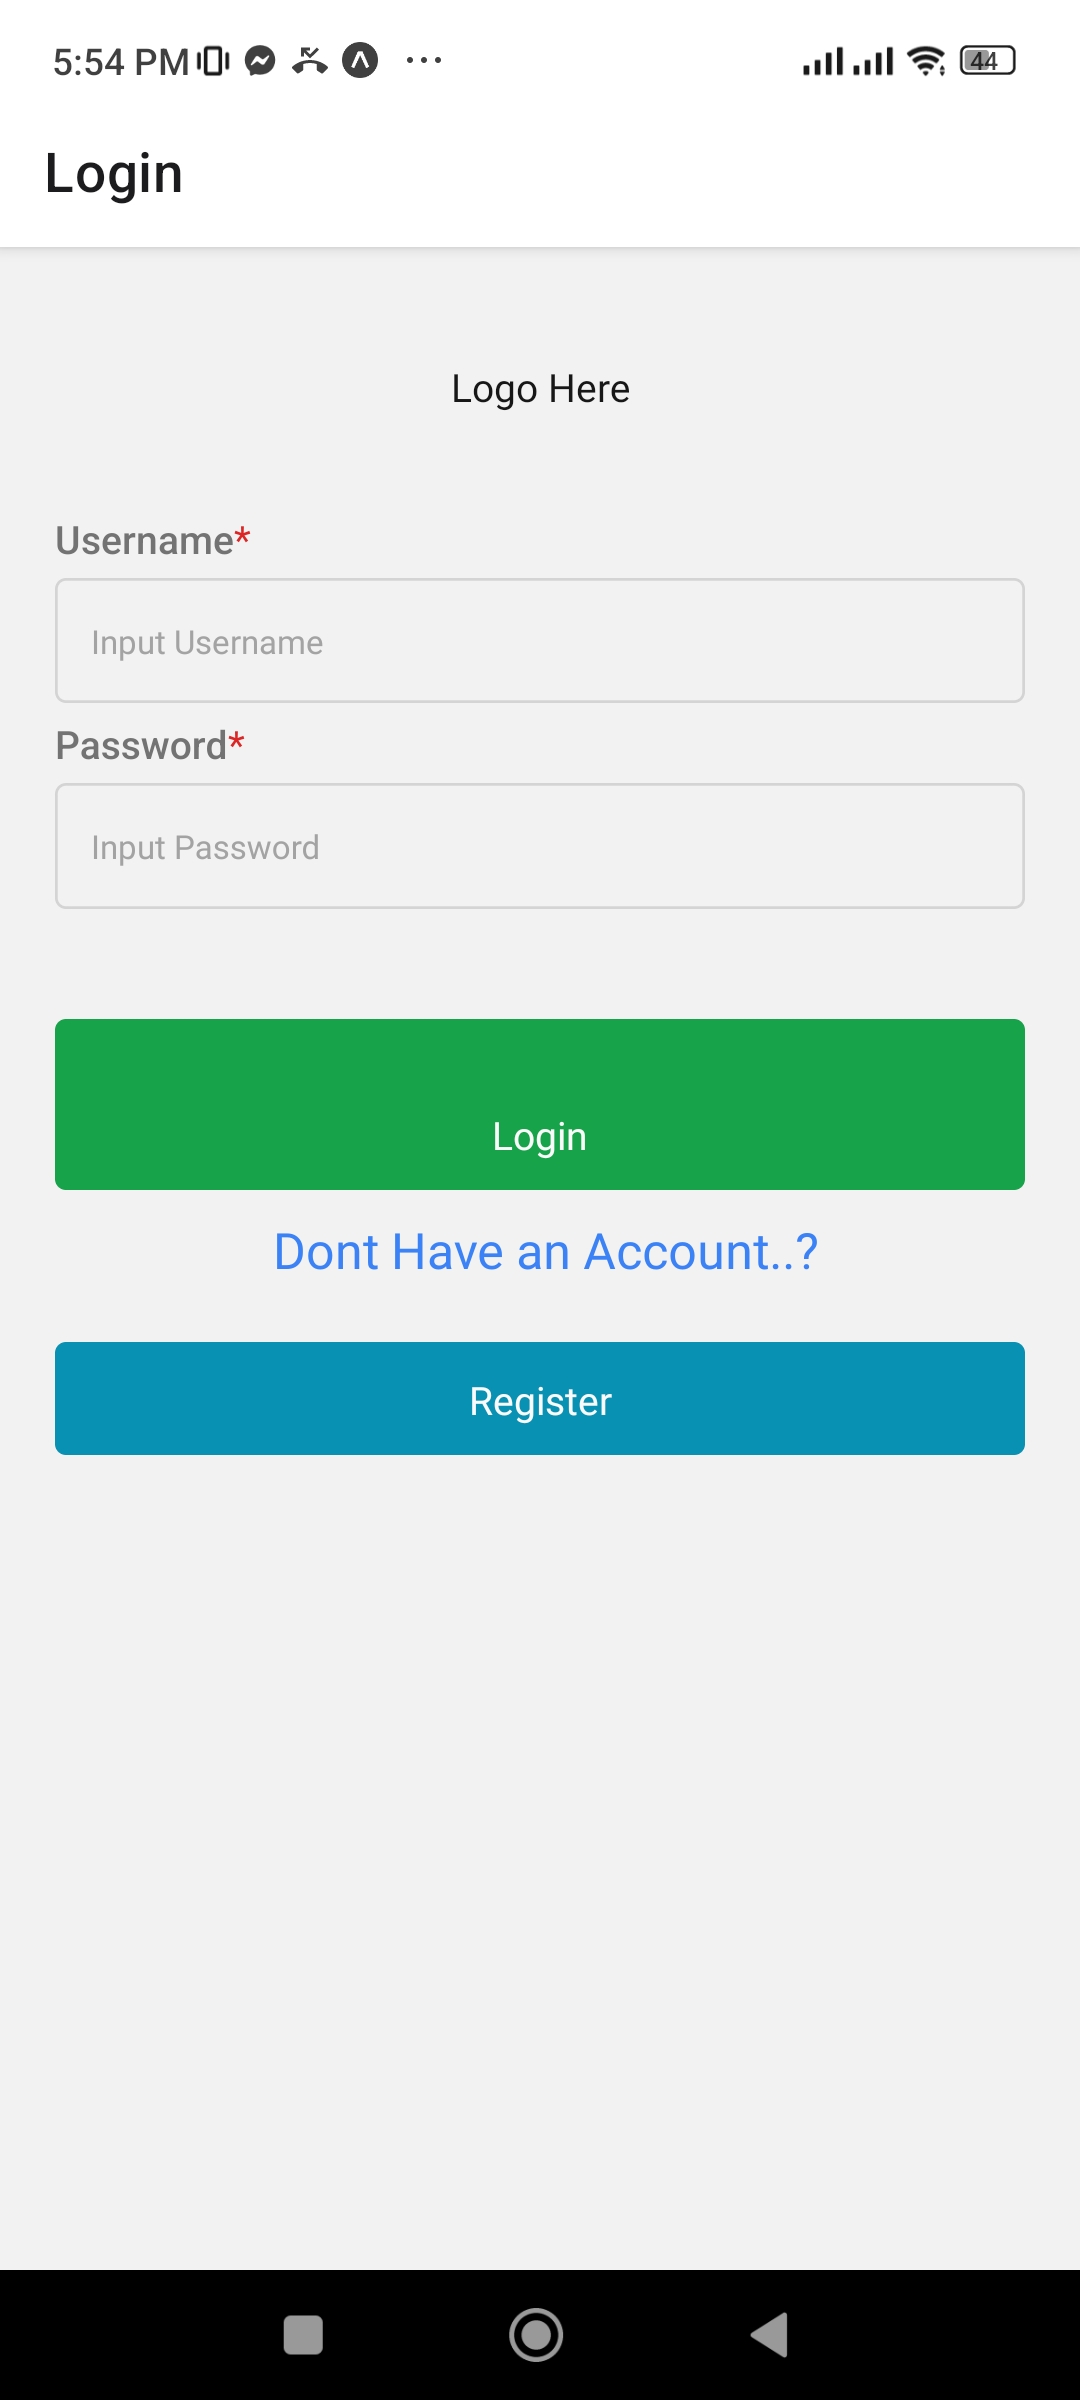 5:54 PM 44
Login
Logo Here
Username*
Input Username
Password*
Input Password
Login
Dont Have an Account..?
Register